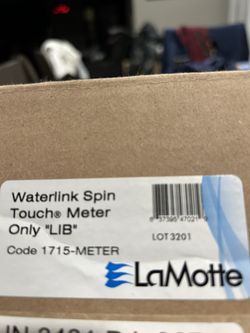 Waterlink Spin
Touch® Meter
Only "LIB"
Code 1715-METER
LOT 3201
LaMotte